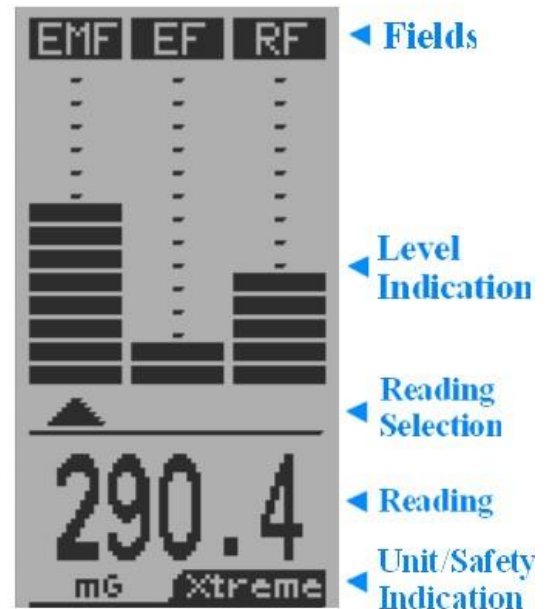 EMF EF RF
Fields
Level
Indication
Reading
Selection
290.4
Reading
mG Xtreme
Unit/Safety
Indication